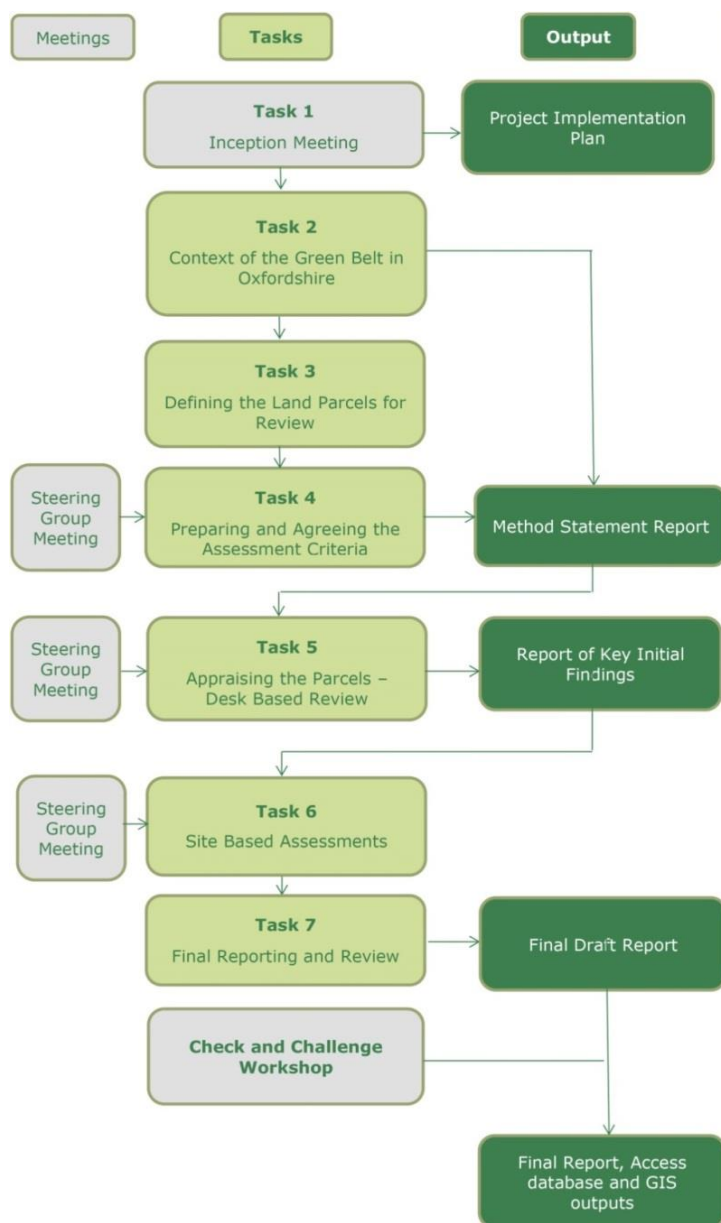 Meetings
Tasks
Output
Task 1
Inception Meeting
Project Implementation
Plan
Task 2
Context of the Green Belt in
Oxfordshire
Task 3
Defining the Land Parcels for
Review
Steering
Group
Meeting
Task 4
Preparing and Agreeing the
Assessment Criteria
Method Statement Report
Steering
Group
Meeting
Task 5
Appraising the Parcels –
Desk Based Review
Report of Key Initial
Findings
Steering
Group
Meeting
Task 6
Site Based Assessments
Task 7
Final Reporting and Review
Final Draft Report
Check and Challenge
Workshop
Final Report, Access
database and GIS
outputs